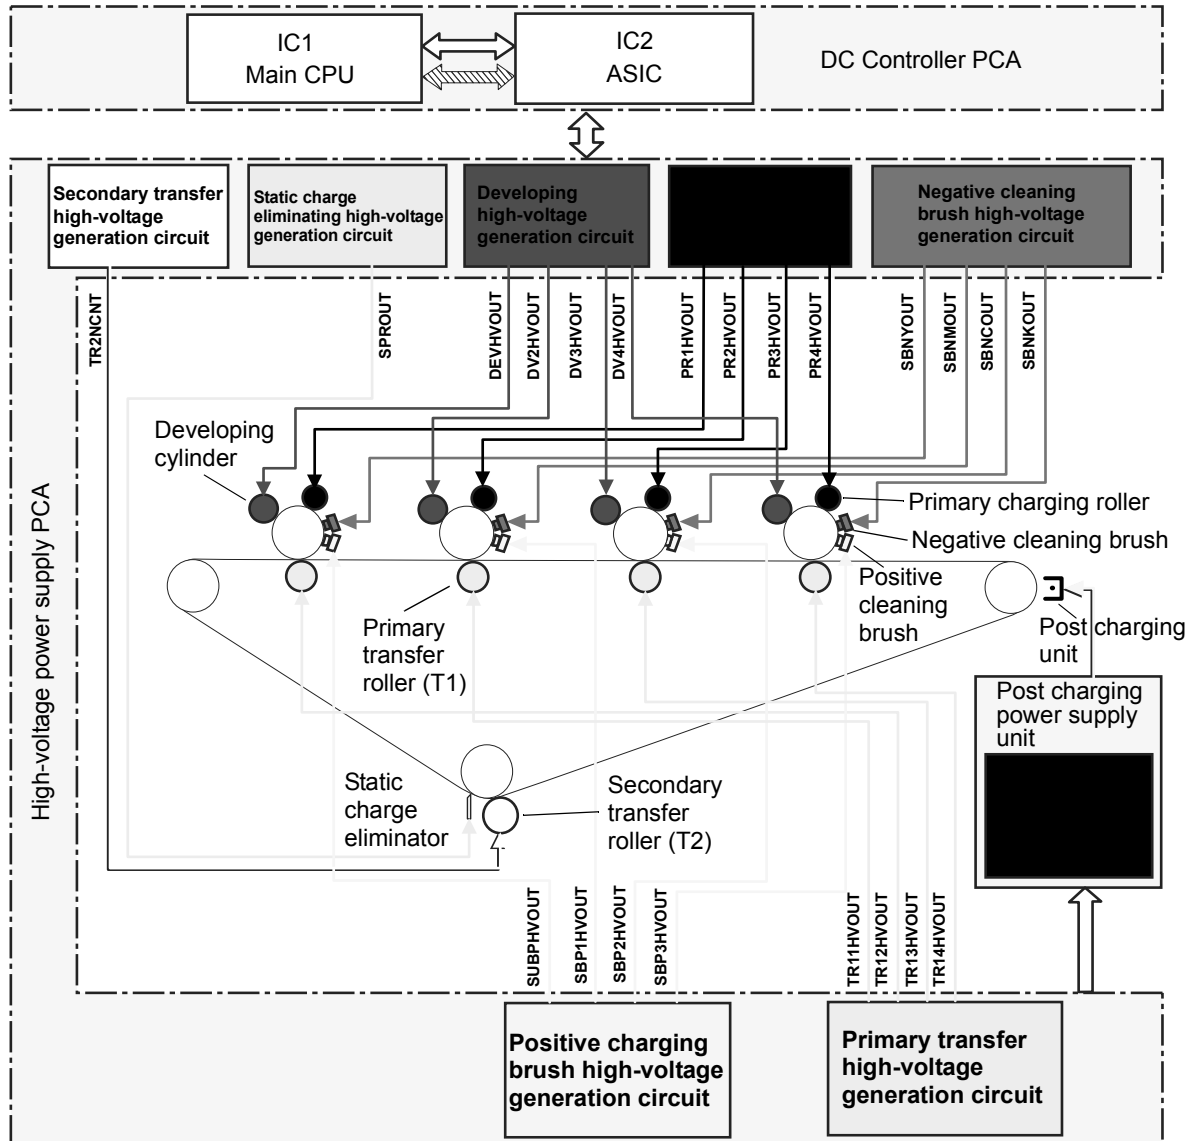 IC1
Main CPU
IC2
ASIC
DC Controller PCA
Secondary transfer
high-voltage
generation circuit
Static charge
eliminating high-voltage
generation circuit
Developing
high-voltage
generation circuit
Negative cleaning
brush high-voltage
generation circuit
TR2NCNT
SPROUT
DEVHVOUT
DV2HVOUT
DV3HVOUT
DV4HVOUT
PR1HVOUT
PR2HVOUT
PR3HVOUT
PR4HVOUT
SBNYOUT
SBNMOUT
SBNCOUT
SBNKOUT
High-voltage power supply PCA
Developing
cylinder
Primary charging roller
Negative cleaning brush
Positive
cleaning
brush
Post charging
unit
Primary
transfer
roller (T1)
Post charging
power supply
unit
Static
charge
eliminator
Secondary
transfer
roller (T2)
SUBPHVOUT
SBP1HVOUT
SBP2HVOUT
SBP3HVOUT
TR11HVOUT
TR12HVOUT
TR13HVOUT
TR14HVOUT
Positive charging
brush high-voltage
generation circuit
Primary transfer
high-voltage
generation circuit